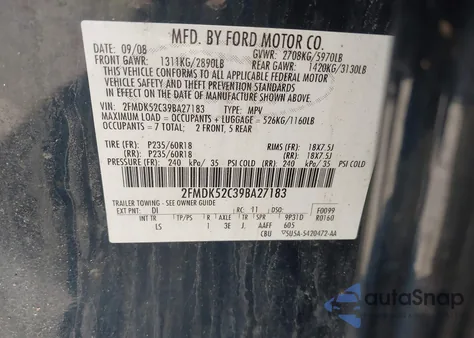 MFD. BY FORD MOTOR CO.
DATE: 09/08 GVWR: 2708KG/5970LB
FRONT GAWR: 1311KG/2890LB REAR GAWR: 1420KG/3130LB
THIS VEHICLE CONFORMS TO ALL APPLICABLE FEDERAL MOTOR
VEHICLE SAFETY AND THEFT PREVENTION STANDARDS IN
EFFECT ON THE DATE OF MANUFACTURE SHOWN ABOVE.
VIN: 2FMDK52C39BA27183 TYPE: MPV
MAXIMUM LOAD = OCCUPANTS + LUGGAGE = 526KG/1160LB
OCCUPANTS = 7 TOTAL; 2 FRONT, 5 REAR
TIRE (FR): P235/60R18 RIMS (FR): 18X7.5J
(RR): P235/60R18 (RR): 18X7.5J
PRESSURE (FR): 240 kPa/ 35 PSI COLD (RR): 240 kPa/ 35 PSI COLD
2FMDK52C39BA27183
TRAILER TOWING - SEE OWNER GUIDE
EXT PNT: DI RC: 11 DSO: F0099
INT TR TP/PS R AXLE TR SPR 9P31D R0160
LS 1 3E J AAFF 605
CBU 5U5A-5420472-AA
autoSnap
www.autosnap.com